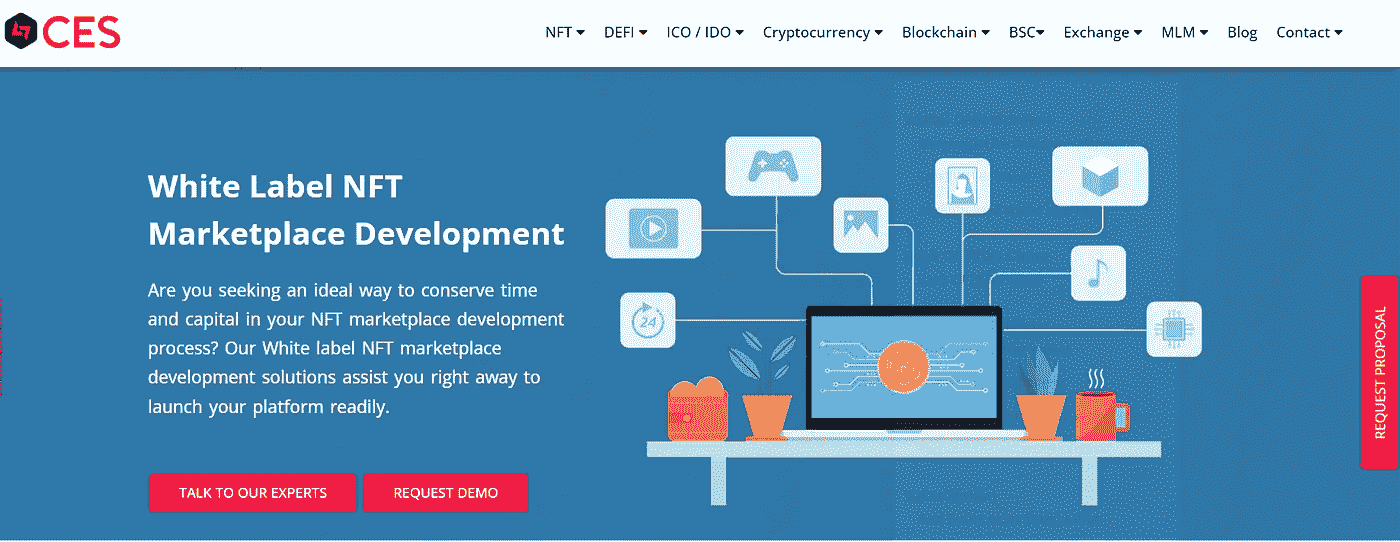 CES
NFT DEFI ICO / IDO Cryptocurrency Blockchain BSC Exchange MLM Blog Contact
White Label NFT
Marketplace Development
Are you seeking an ideal way to conserve time
and capital in your NFT marketplace development
process? Our White label NFT marketplace
development solutions assist you right away to
launch your platform readily.
TALK TO OUR EXPERTS
REQUEST DEMO
24
REQUEST PROPOSAL